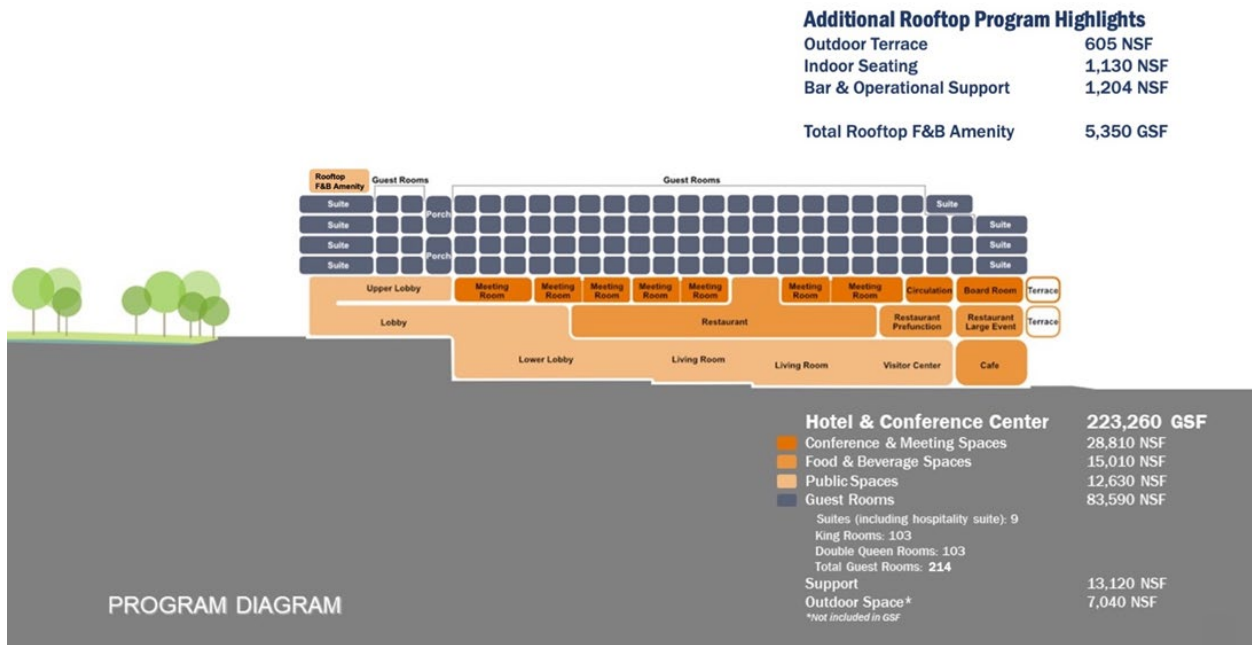 Additional Rooftop Program Highlights
Outdoor Terrace 605 NSF
Indoor Seating 1,130 NSF
Bar & Operational Support 1,204 NSF
Total Rooftop F&B Amenity 5,350 GSF
Rooftop
F&B Amenity
Guest Rooms
Guest Rooms
Suite
Porch
Suite
Suite
Suite
Suite
Porch
Suite
Suite
Suite
Upper Lobby
Meeting
Room
Meeting
Room
Meeting
Room
Meeting
Room
Meeting
Room
Meeting
Room
Meeting
Room
Circulation
Board Room
Terrace
Lobby
Restaurant
Restaurant
Prefunction
Restaurant
Large Event
Terrace
Lower Lobby
Living Room
Living Room
Visitor Center
Cafe
Hotel & Conference Center 223,260 GSF
Conference & Meeting Spaces 28,810 NSF
Food & Beverage Spaces 15,010 NSF
Public Spaces 12,630 NSF
Guest Rooms 83,590 NSF
Suites (including hospitality suite): 9
King Rooms: 103
Double Queen Rooms: 103
Total Guest Rooms: 214
Support 13,120 NSF
Outdoor Space* 7,040 NSF
*Not included in GSF
PROGRAM DIAGRAM